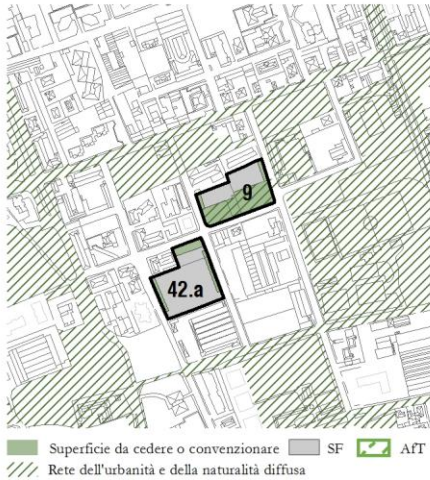 9
42.a
Superficie da cedere o convenzionare SF AfT
Rete dell'urbanità e della naturalità diffusa